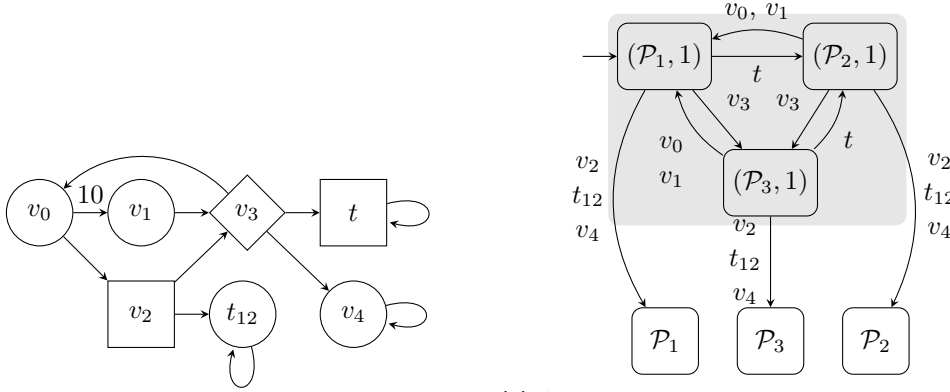 v₀, v₁
(𝒫₁, 1)
(𝒫₂, 1)
t
v₃
v₃
v₀
t
v₁
(𝒫₃, 1)
v₂
t₁₂
v₄
v₂
t₁₂
v₄
v₂
t₁₂
v₄
𝒫₁
𝒫₃
𝒫₂
v₀
10
v₁
v₃
t
v₂
t₁₂
v₄